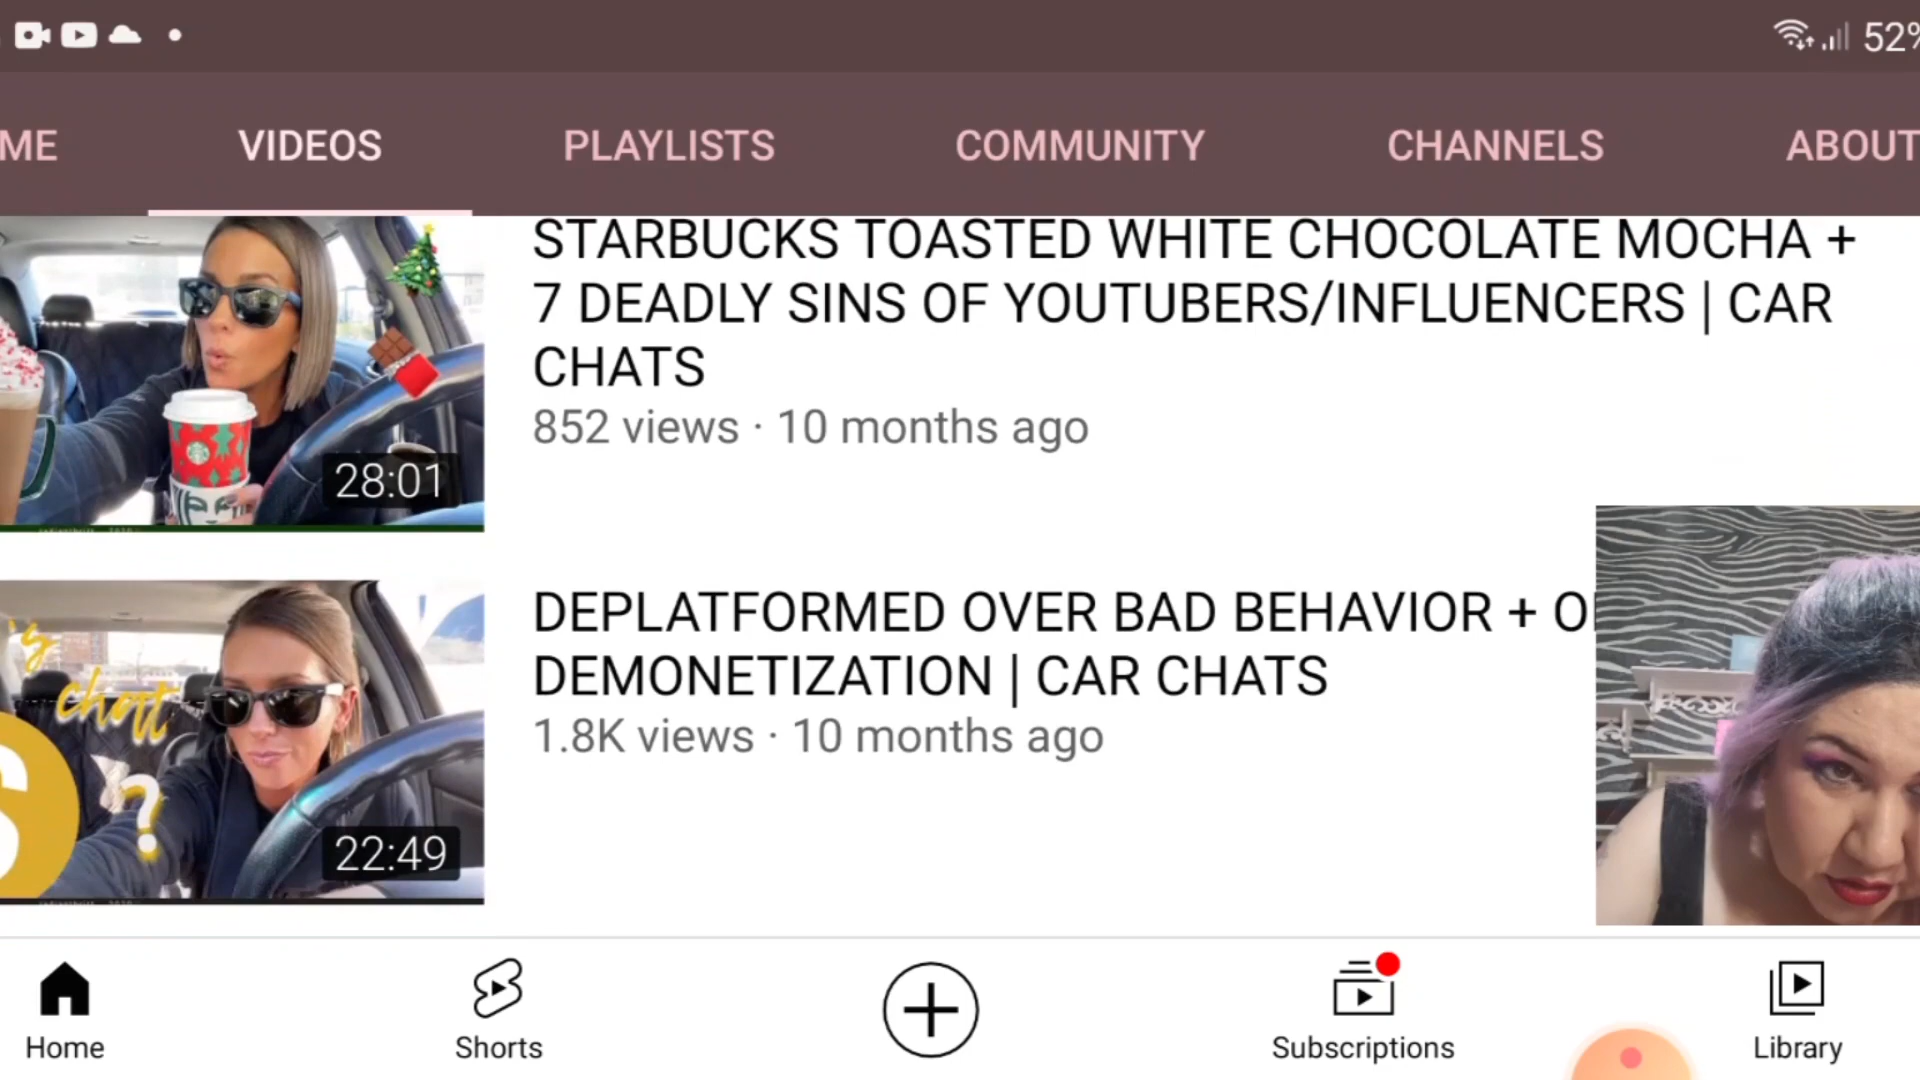 52%
ME VIDEOS PLAYLISTS COMMUNITY CHANNELS ABOUT
STARBUCKS TOASTED WHITE CHOCOLATE MOCHA +
7 DEADLY SINS OF YOUTUBERS/INFLUENCERS | CAR
CHATS
852 views · 10 months ago
28:01
DEPLATFORMED OVER BAD BEHAVIOR +
DEMONETIZATION | CAR CHATS
1.8K views · 10 months ago
's
chat
S
?
22:49
Home Shorts Subscriptions Library